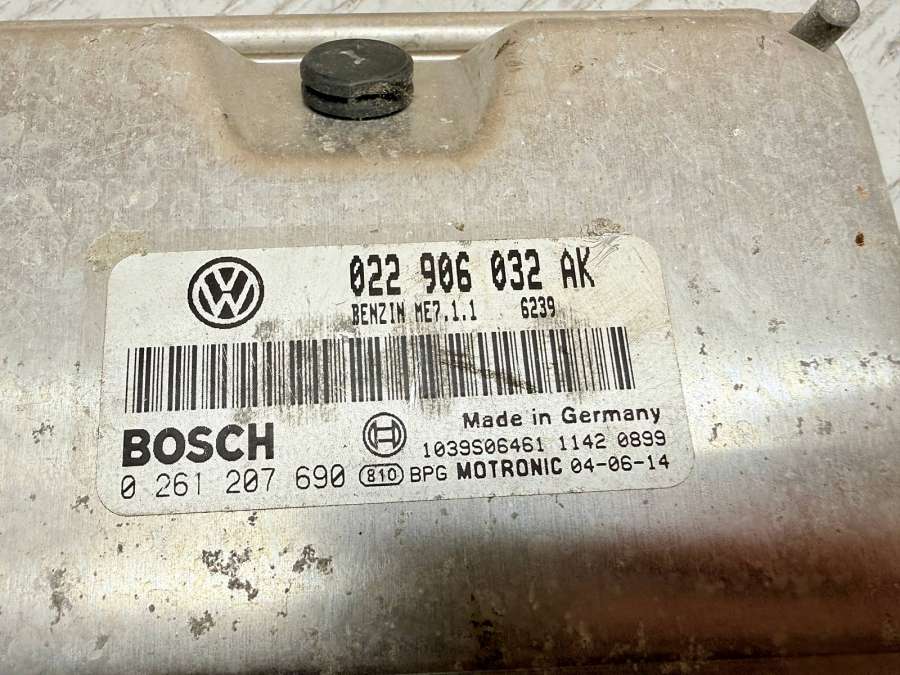 022 906 032 AK
BENZIN ME7.1.1 6239
Made in Germany
BOSCH
1039S06461 1142 0899
0 261 207 690 810 BPG MOTRONIC 04-06-14